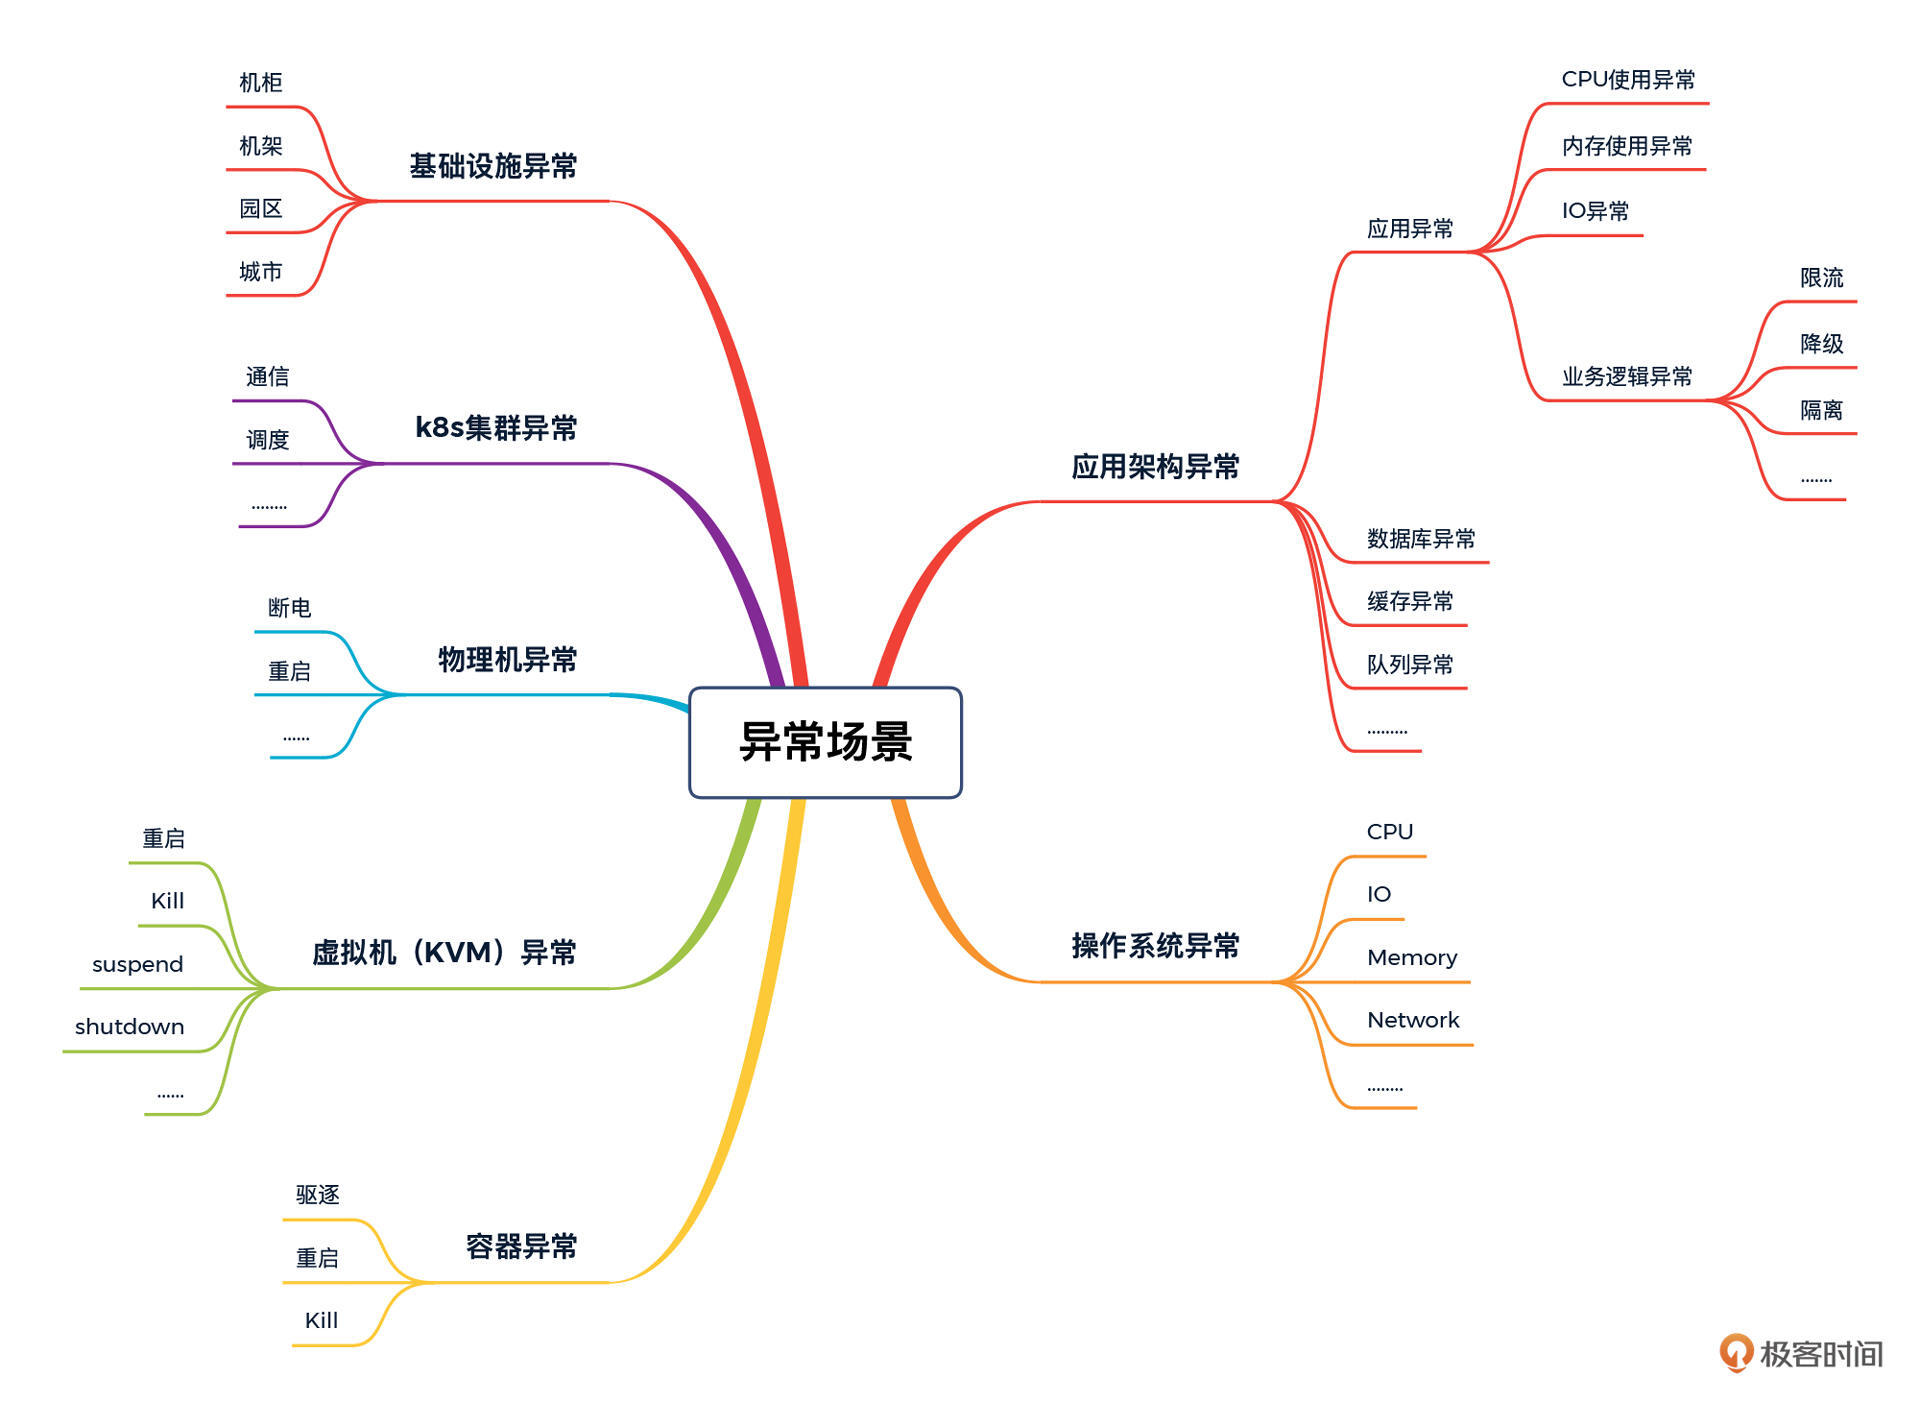 异常场景
基础设施异常
机柜
机架
园区
城市
k8s集群异常
通信
调度
........
物理机异常
断电
重启
......
虚拟机（KVM）异常
重启
Kill
suspend
shutdown
......
容器异常
驱逐
重启
Kill
应用架构异常
应用异常
CPU使用异常
内存使用异常
IO异常
业务逻辑异常
限流
降级
隔离
.......
数据库异常
缓存异常
队列异常
.........
操作系统异常
CPU
IO
Memory
Network
........
极客时间